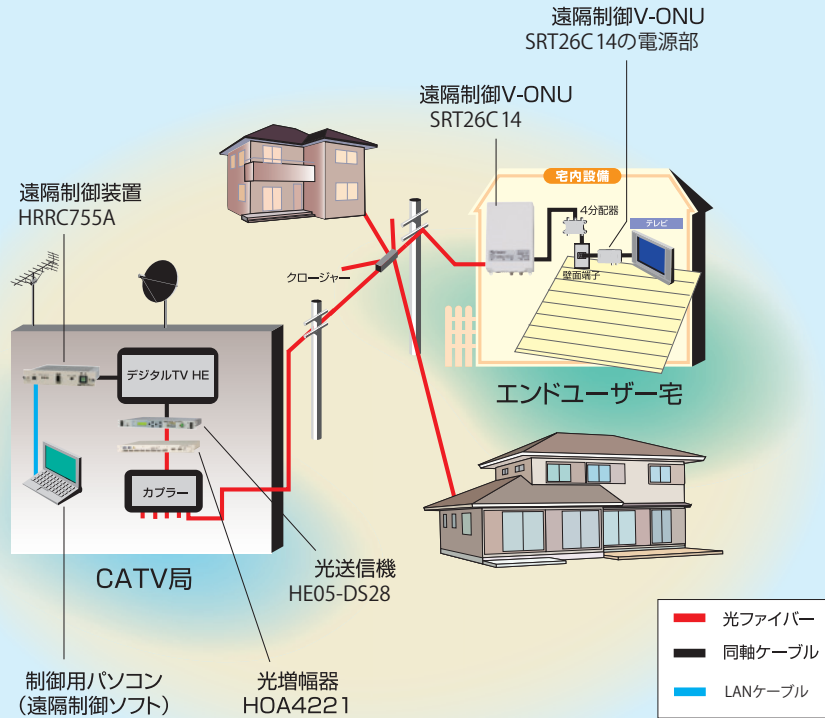 遠隔制御V-ONU
SRT26C14の電源部
遠隔制御V-ONU
SRT26C14
宅内設備
4分配器
テレビ
壁面端子
遠隔制御装置
HRRC755A
クロージャー
デジタルTV HE
カプラー
エンドユーザー宅
CATV局
光送信機
HE05-DS28
制御用パソコン
(遠隔制御ソフト)
光増幅器
HOA4221
光ファイバー
同軸ケーブル
LANケーブル